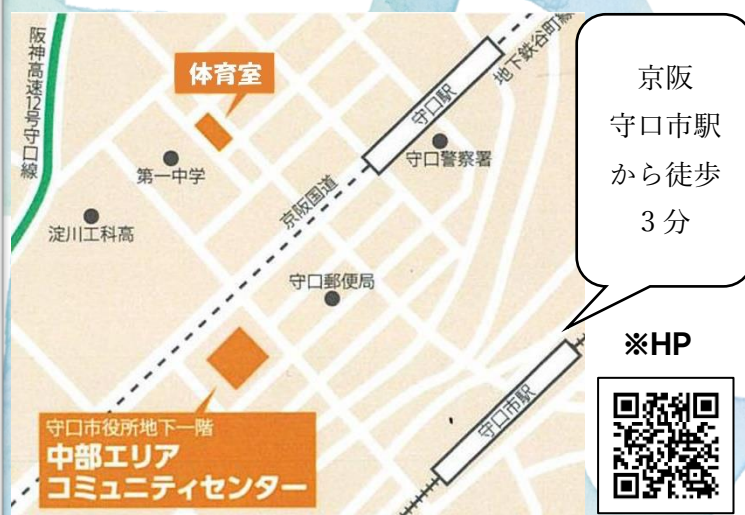 阪神高速12号守口線
体育室
地下鉄谷町線
守口駅
守口警察署
第一中学
京阪国道
淀川工科高
守口郵便局
守口市駅
守口市役所地下一階
中部エリア
コミュニティセンター
京阪
守口市駅
から徒歩
3分
※HP